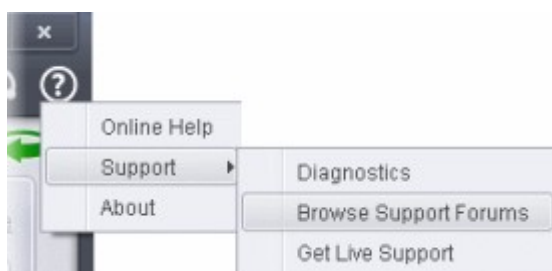 Online Help
Support
About
Diagnostics
Browse Support Forums
Get Live Support